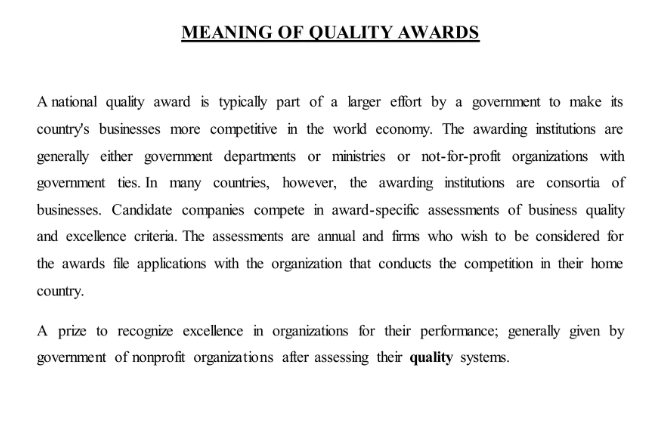 MEANING OF QUALITY AWARDS
A national quality award is typically part of a larger effort by a government to make its
country's businesses more competitive in the world economy. The awarding institutions are
generally either government departments or ministries or not-for-profit organizations with
government ties. In many countries, however, the awarding institutions are consortia of
businesses. Candidate companies compete in award-specific assessments of business quality
and excellence criteria. The assessments are annual and firms who wish to be considered for
the awards file applications with the organization that conducts the competition in their home
country.
A prize to recognize excellence in organizations for their performance; generally given by
government of nonprofit organizations after assessing their quality systems.